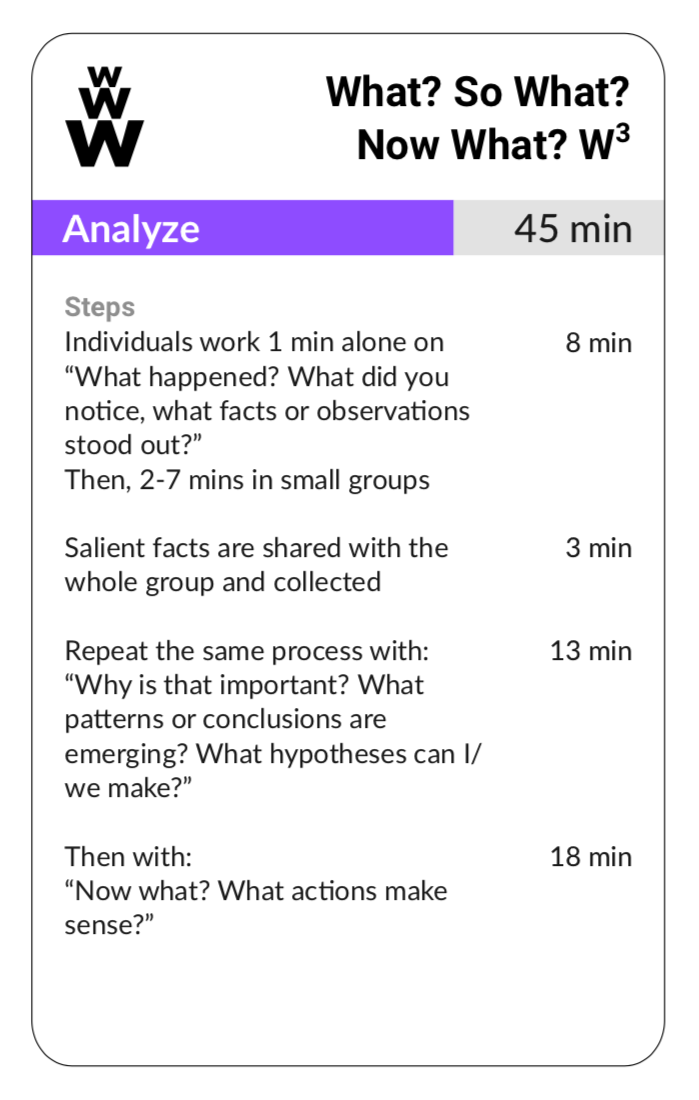 W
W
W
What? So What?
Now What? W³
Analyze
45 min
Steps
Individuals work 1 min alone on
8 min
“What happened? What did you
notice, what facts or observations
stood out?”
Then, 2-7 mins in small groups
Salient facts are shared with the
3 min
whole group and collected
Repeat the same process with:
13 min
“Why is that important? What
patterns or conclusions are
emerging? What hypotheses can I/
we make?”
Then with:
18 min
“Now what? What actions make
sense?”